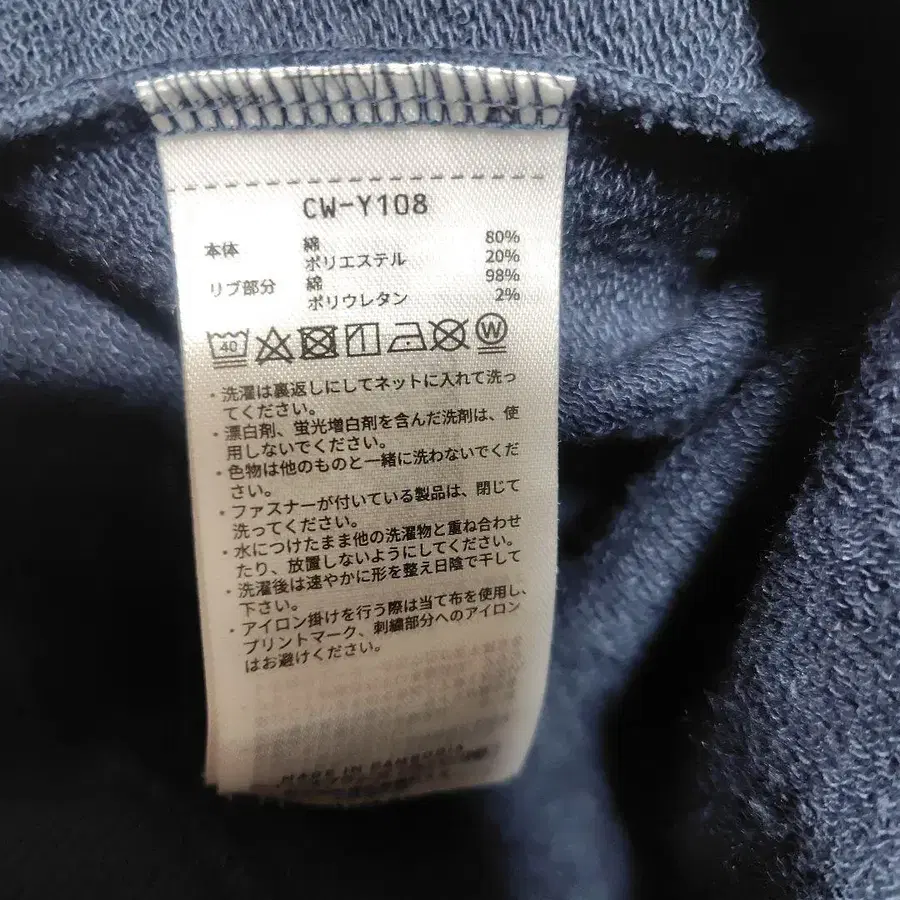 CW-Y108
本体 綿 80%
ポリエステル 20%
リブ部分 綿 98%
ポリウレタン 2%
40
W
・洗濯は裏返しにしてネットに入れて洗っ
てください。
・漂白剤、蛍光増白剤を含んだ洗剤は、使
用しないでください。
・色物は他のものと一緒に洗わないでくだ
さい。
・ファスナーが付いている製品は、閉じて
洗ってください。
・水につけたまま他の洗濯物と重ね合わせ
たり、放置しないようにしてください。
・洗濯後は速やかに形を整え日陰で干して
下さい。
・アイロン掛けを行う際は当て布を使用し、
プリントマーク、刺繍部分へのアイロン
はお避けください。
MADE IN CAMBODIA